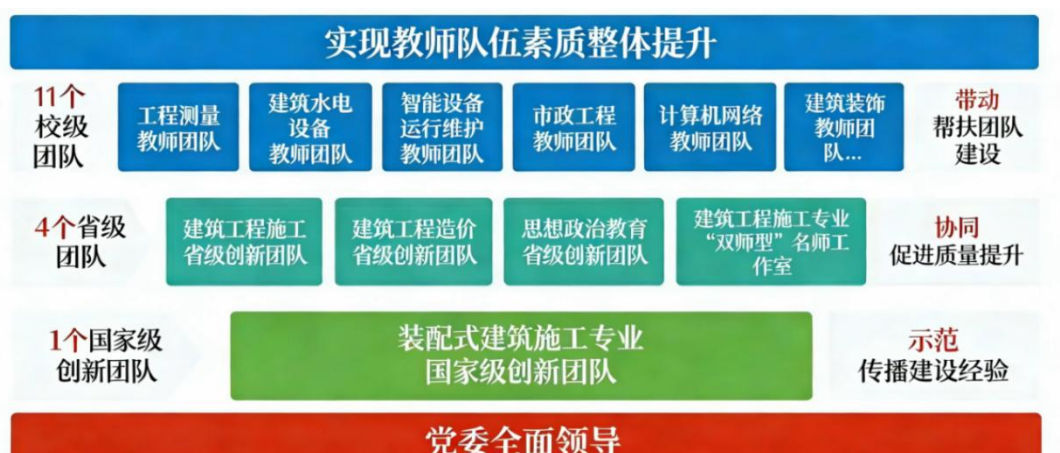 实现教师队伍素质整体提升
11个
校级
团队
工程测量
教师团队
建筑水电
设备
教师团队
智能设备
运行维护
教师团队
市政工程
教师团队
计算机网络
教师团队
建筑装饰
教师团
队...
带动
帮扶团队
建设
4个省级
团队
建筑工程施工
省级创新团队
建筑工程造价
省级创新团队
思想政治教育
省级创新团队
建筑工程施工专业
“双师型”名师工
作室
协同
促进质量提升
1个国家级
创新团队
装配式建筑施工专业
国家级创新团队
示范
传播建设经验
党委全面领导